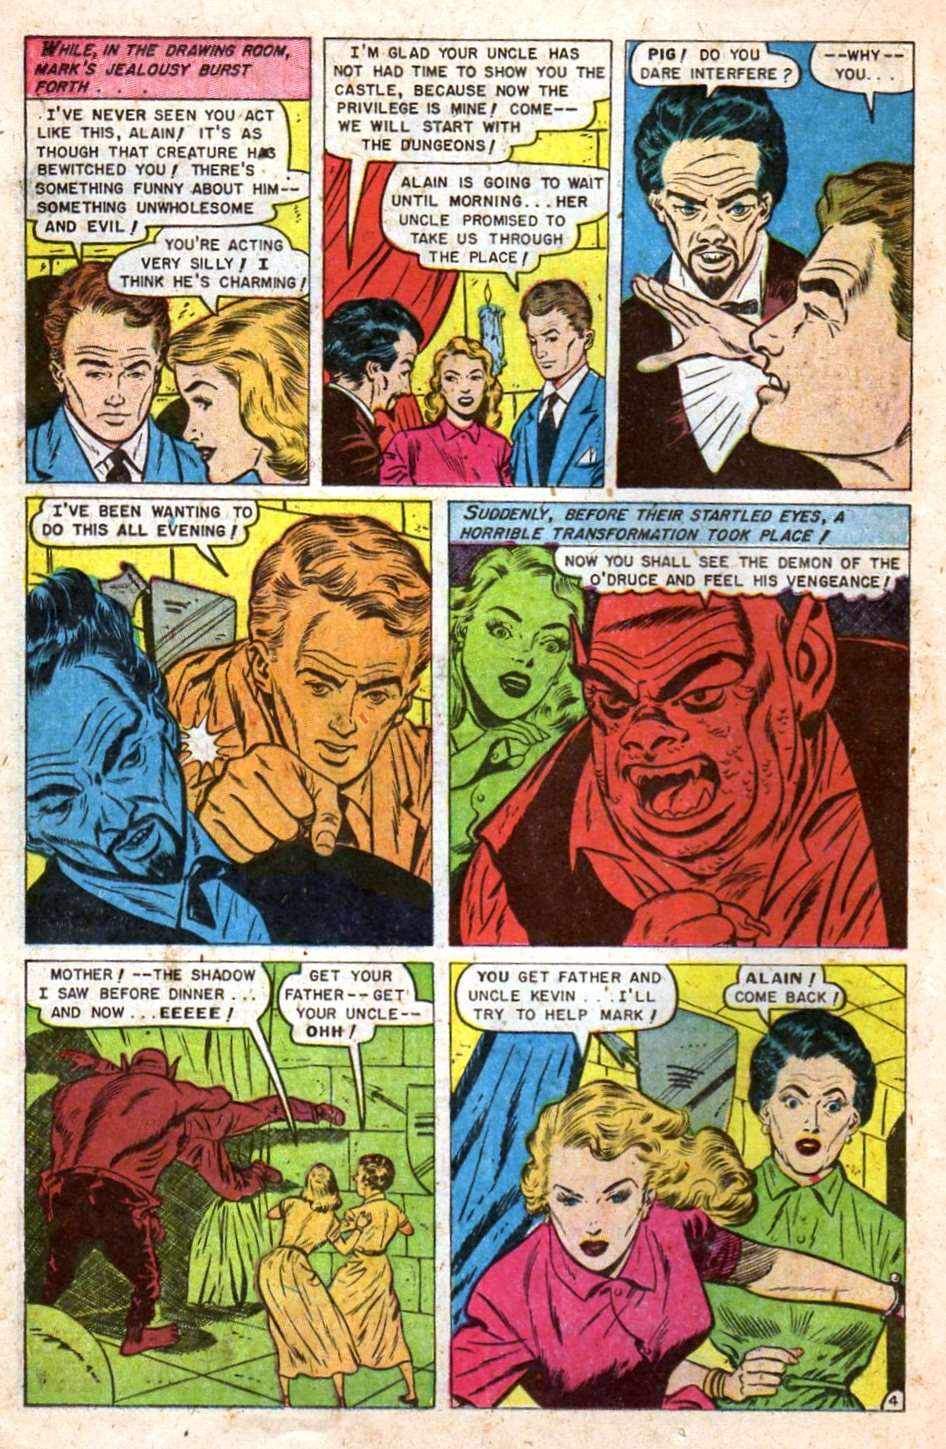 WHILE, IN THE DRAWING ROOM,
MARK'S JEALOUSY BURST
FORTH . . .
I'VE NEVER SEEN YOU ACT
LIKE THIS, ALAIN! IT'S AS
THOUGH THAT CREATURE HAS
BEWITCHED YOU! THERE'S
SOMETHING FUNNY ABOUT HIM--
SOMETHING UNWHOLESOME
AND EVIL!
YOU'RE ACTING
VERY SILLY! I
THINK HE'S CHARMING!
I'M GLAD YOUR UNCLE HAS
NOT HAD TIME TO SHOW YOU THE
CASTLE, BECAUSE NOW THE
PRIVILEGE IS MINE! COME--
WE WILL START WITH
THE DUNGEONS!
ALAIN IS GOING TO WAIT
UNTIL MORNING...HER
UNCLE PROMISED TO
TAKE US THROUGH
THE PLACE!
PIG! DO YOU
DARE INTERFERE?
--WHY--
YOU...
I'VE BEEN WANTING TO
DO THIS ALL EVENING!
SUDDENLY, BEFORE THEIR STARTLED EYES, A
HORRIBLE TRANSFORMATION TOOK PLACE!
NOW YOU SHALL SEE THE DEMON OF THE
O'DRUCE AND FEEL HIS VENGEANCE!
MOTHER! --THE SHADOW
I SAW BEFORE DINNER...
AND NOW...EEEEE!
GET YOUR
FATHER--GET
YOUR UNCLE--
OHH!
YOU GET FATHER AND
UNCLE KEVIN...I'LL
TRY TO HELP MARK!
ALAIN!
COME BACK!
4